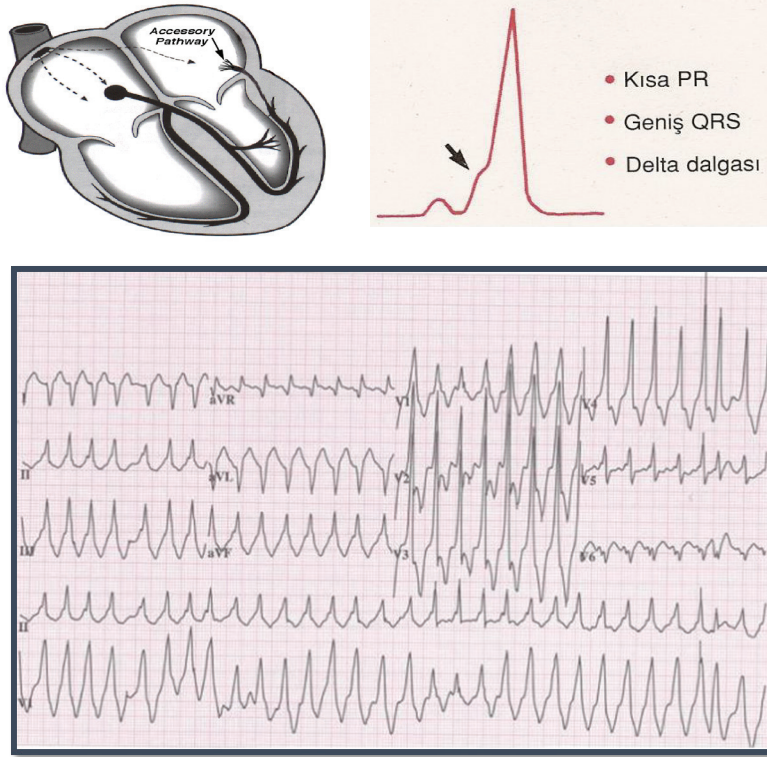 Accessory
Pathway
Kısa PR
Geniş QRS
Delta dalgası
I
aVR
V1
V4
II
aVL
V2
V5
III
aVF
V3
V6
II
V1